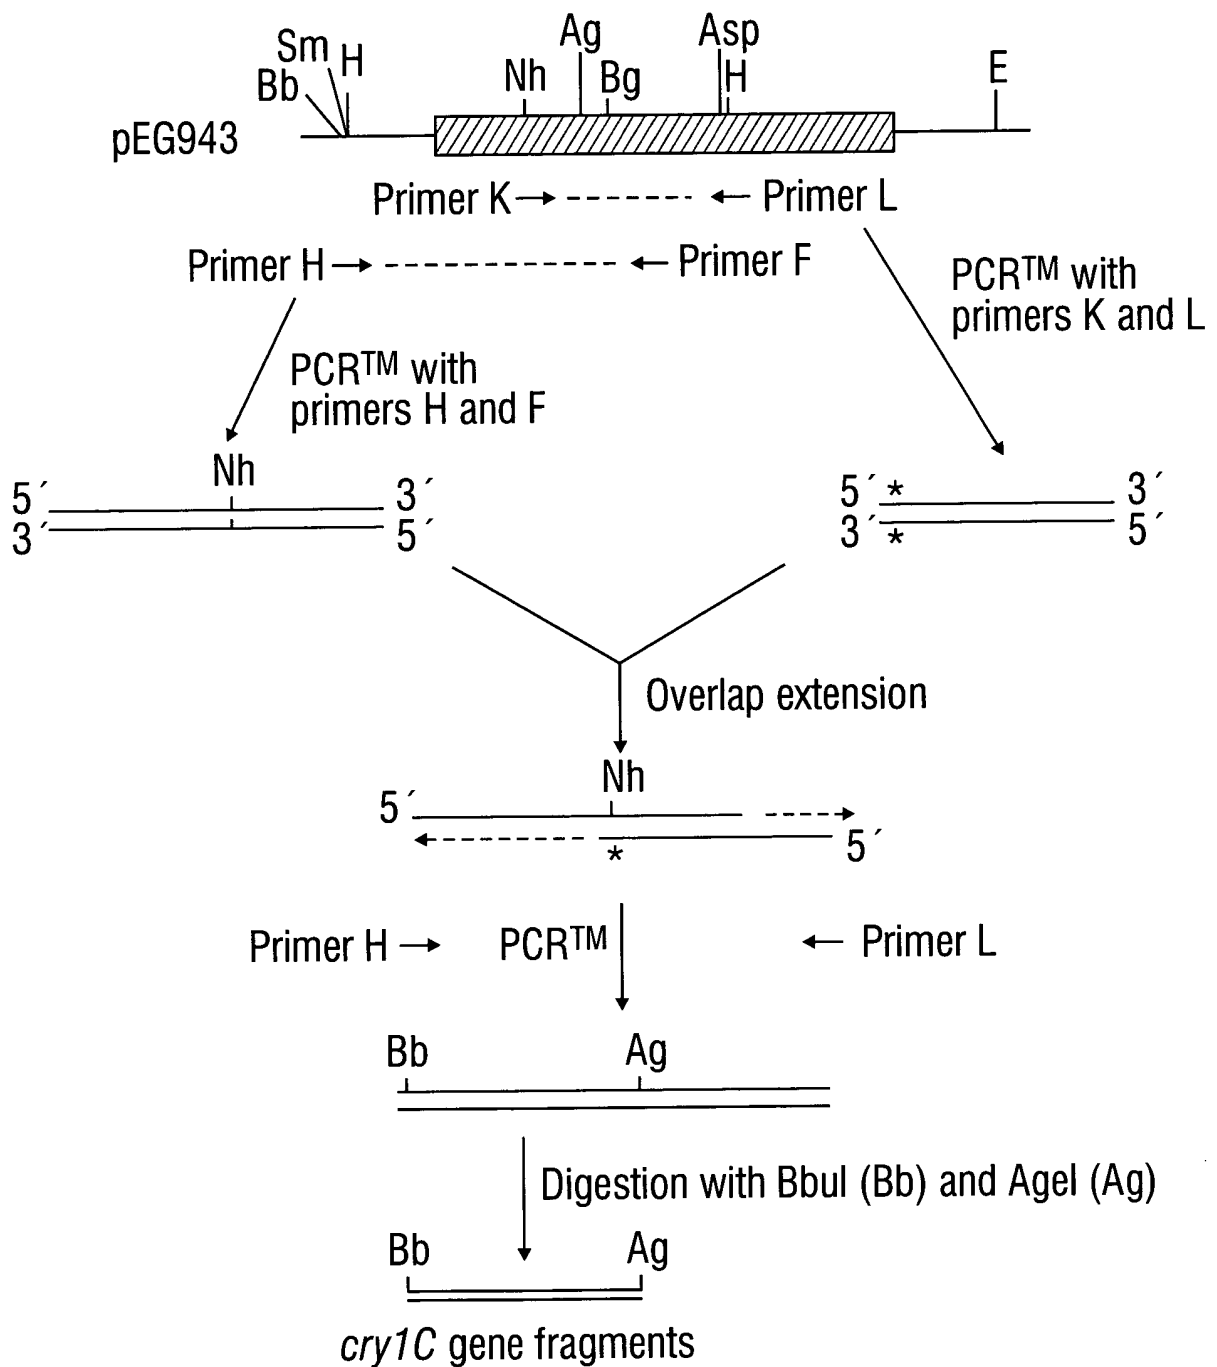 Sm H Ag Asp E
Bb Nh Bg H
pEG943
Primer K Primer L
Primer H Primer F
PCR™ with
primers K and L
PCR™ with
primers H and F
Nh
5´ 3´
3´ 5´
5´ * 3´
3´ * 5´
Overlap extension
Nh
5´
* 5´
Primer H PCR™ Primer L
Bb Ag
Digestion with BbuI (Bb) and AgeI (Ag)
Bb Ag
cry1C gene fragments